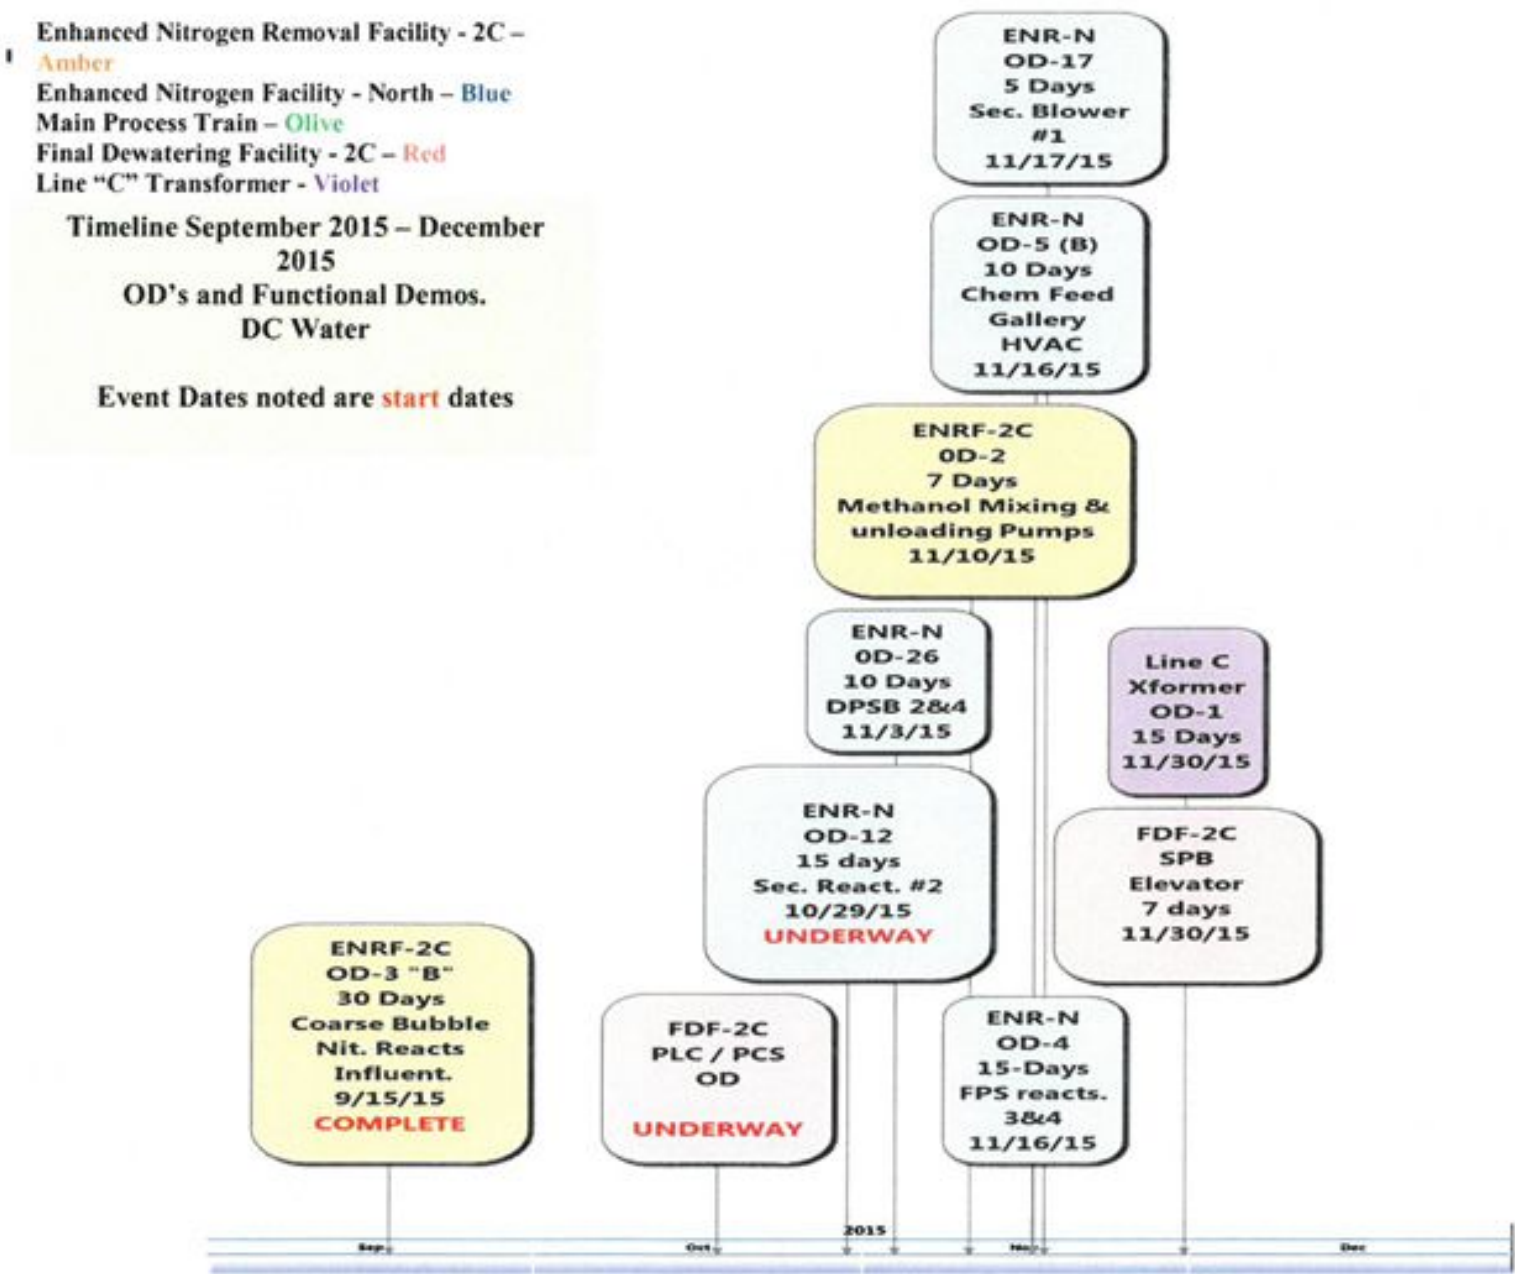 Enhanced Nitrogen Removal Facility - 2C –
Amber
Enhanced Nitrogen Facility - North – Blue
Main Process Train – Olive
Final Dewatering Facility - 2C – Red
Line “C” Transformer - Violet
Timeline September 2015 – December
2015
OD’s and Functional Demos.
DC Water
Event Dates noted are start dates
ENR-N
OD-17
5 Days
Sec. Blower
#1
11/17/15
ENR-N
OD-5 (B)
10 Days
Chem Feed
Gallery
HVAC
11/16/15
ENRF-2C
0D-2
7 Days
Methanol Mixing &
unloading Pumps
11/10/15
ENR-N
0D-26
10 Days
DPSB 2&4
11/3/15
Line C
Xformer
OD-1
15 Days
11/30/15
ENR-N
OD-12
15 days
Sec. React. #2
10/29/15
UNDERWAY
FDF-2C
SPB
Elevator
7 days
11/30/15
ENRF-2C
OD-3 "B"
30 Days
Coarse Bubble
Nit. Reacts
Influent.
9/15/15
COMPLETE
FDF-2C
PLC / PCS
OD
UNDERWAY
ENR-N
OD-4
15-Days
FPS reacts.
3&4
11/16/15
2015
Sep
Oct
Nov
Dec